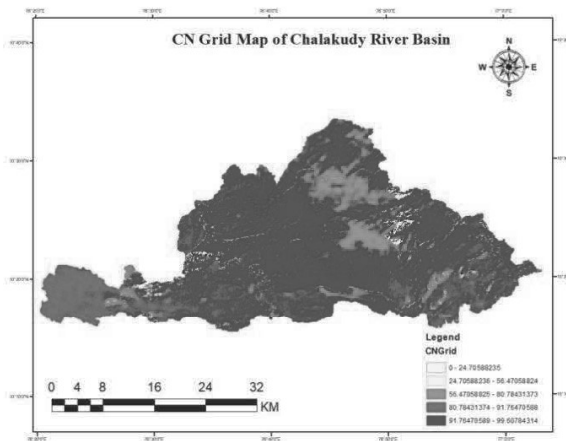 CN Grid Map of Chalakudy River Basin
N
W E
S
Legend
CNGrid
0 - 24.70588235
24.70588236 - 56.47058824
56.47058825 - 80.78431373
80.78431374 - 91.76470588
91.76470589 - 99.60784314
0 4 8 16 24 32
KM